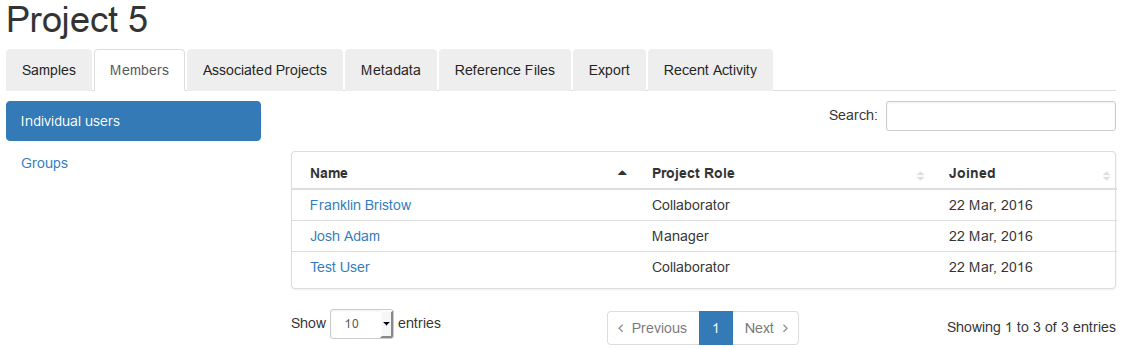 Project 5
Samples Members Associated Projects Metadata Reference Files Export Recent Activity
Individual users
Search:
Groups
Name Project Role Joined
Franklin Bristow Collaborator 22 Mar, 2016
Josh Adam Manager 22 Mar, 2016
Test User Collaborator 22 Mar, 2016
Show 10 entries ‹ Previous 1 Next › Showing 1 to 3 of 3 entries